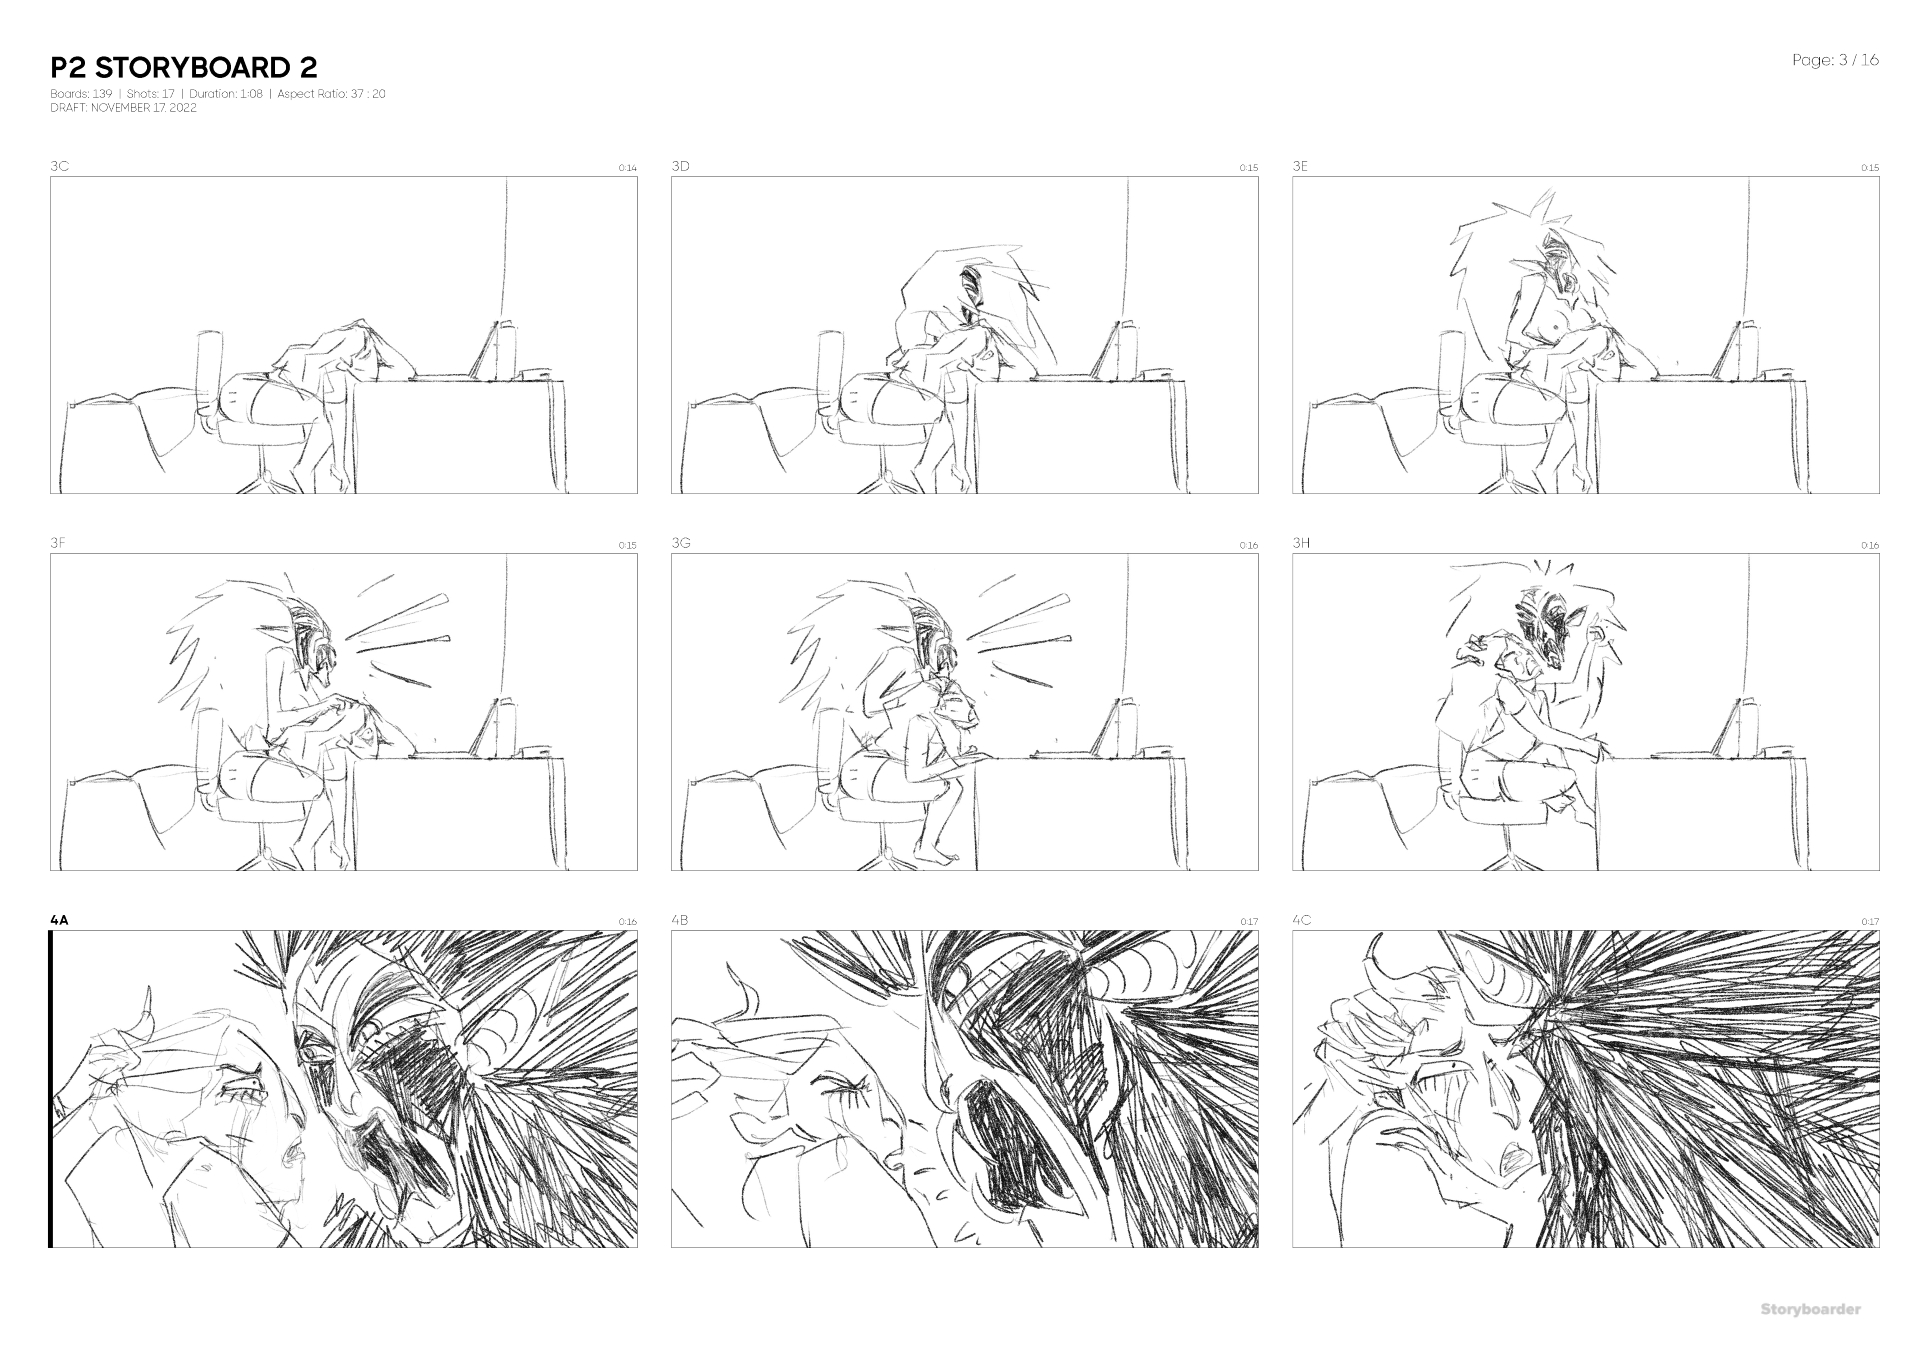 P2 STORYBOARD 2
Page: 3 / 16
Boards: 139 | Shots: 17 | Duration: 1:08 | Aspect Ratio: 37 : 20
DRAFT: NOVEMBER 17, 2022
3C 0:14
3D 0:15
3E 0:15
3F 0:15
3G 0:16
3H 0:16
4A 0:16
4B 0:17
4C 0:17
Storyboarder